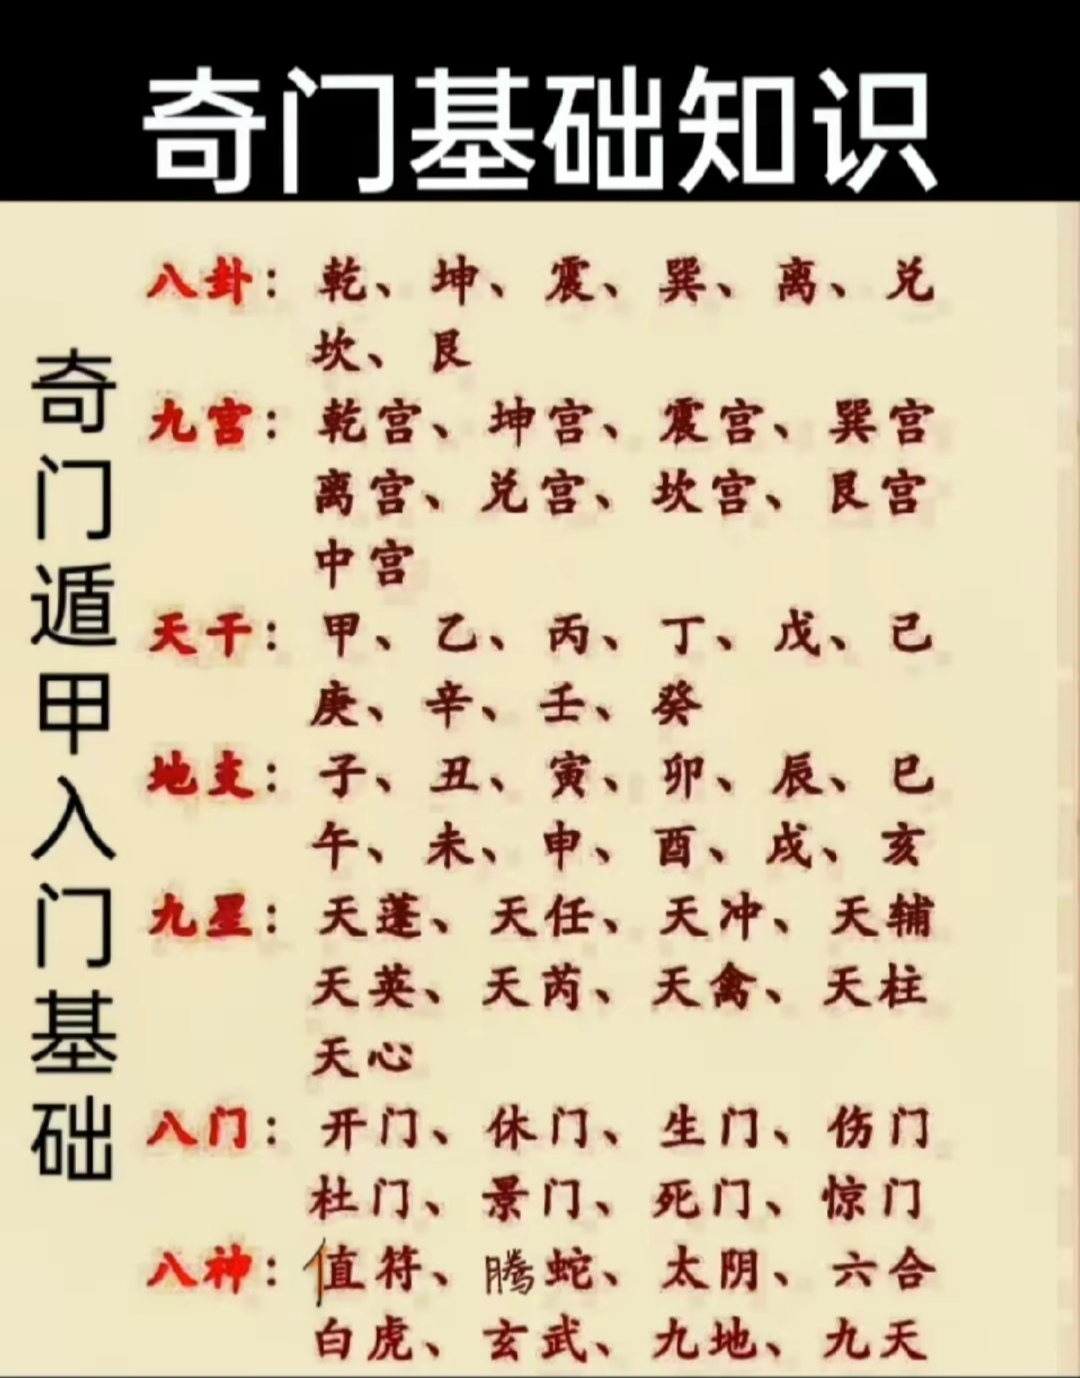 奇门基础知识
奇门遁甲入门基础
八卦：乾、坤、震、巽、离、兑
坎、艮
九宫：乾宫、坤宫、震宫、巽宫
离宫、兑宫、坎宫、艮宫
中宫
天干：甲、乙、丙、丁、戊、己
庚、辛、壬、癸
地支：子、丑、寅、卯、辰、巳
午、未、申、酉、戌、亥
九星：天蓬、天任、天冲、天辅
天英、天芮、天禽、天柱
天心
八门：开门、休门、生门、伤门
杜门、景门、死门、惊门
八神：值符、腾蛇、太阴、六合
白虎、玄武、九地、九天